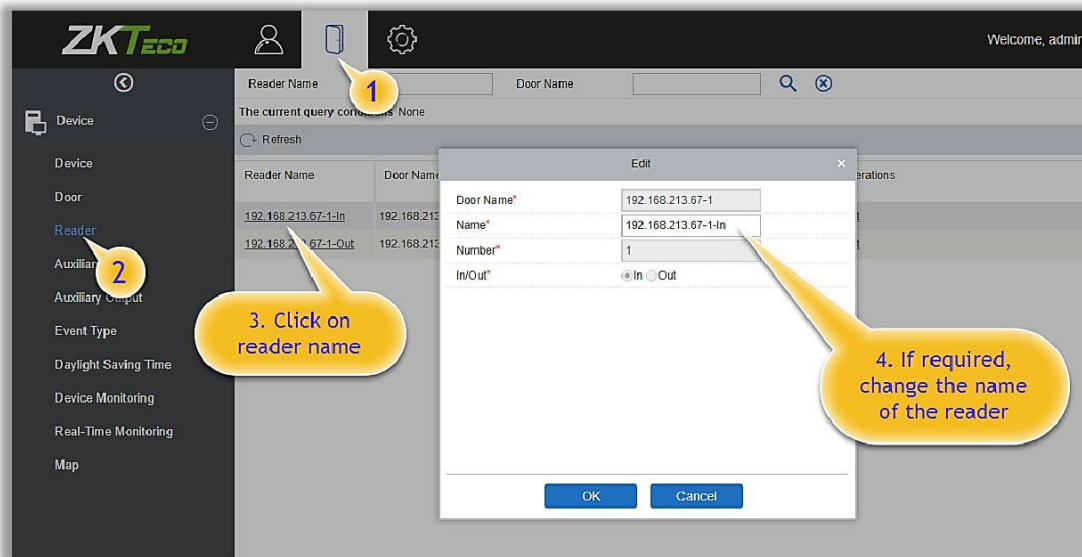 ZKTECO
Welcome, admin
Reader Name
Door Name
1
The current query conditions None
Refresh
Device
Device
Door
Reader
2
Auxiliary Output
Event Type
Daylight Saving Time
Device Monitoring
Real-Time Monitoring
Map
Reader Name
Door Name
192.168.213.67-1-In
192.168.213
192.168.213.67-1-Out
192.168.213
3. Click on
reader name
Edit
Door Name*
192.168.213.67-1
Name*
192.168.213.67-1-In
Number*
1
In/Out*
In Out
OK
Cancel
4. If required,
change the name
of the reader